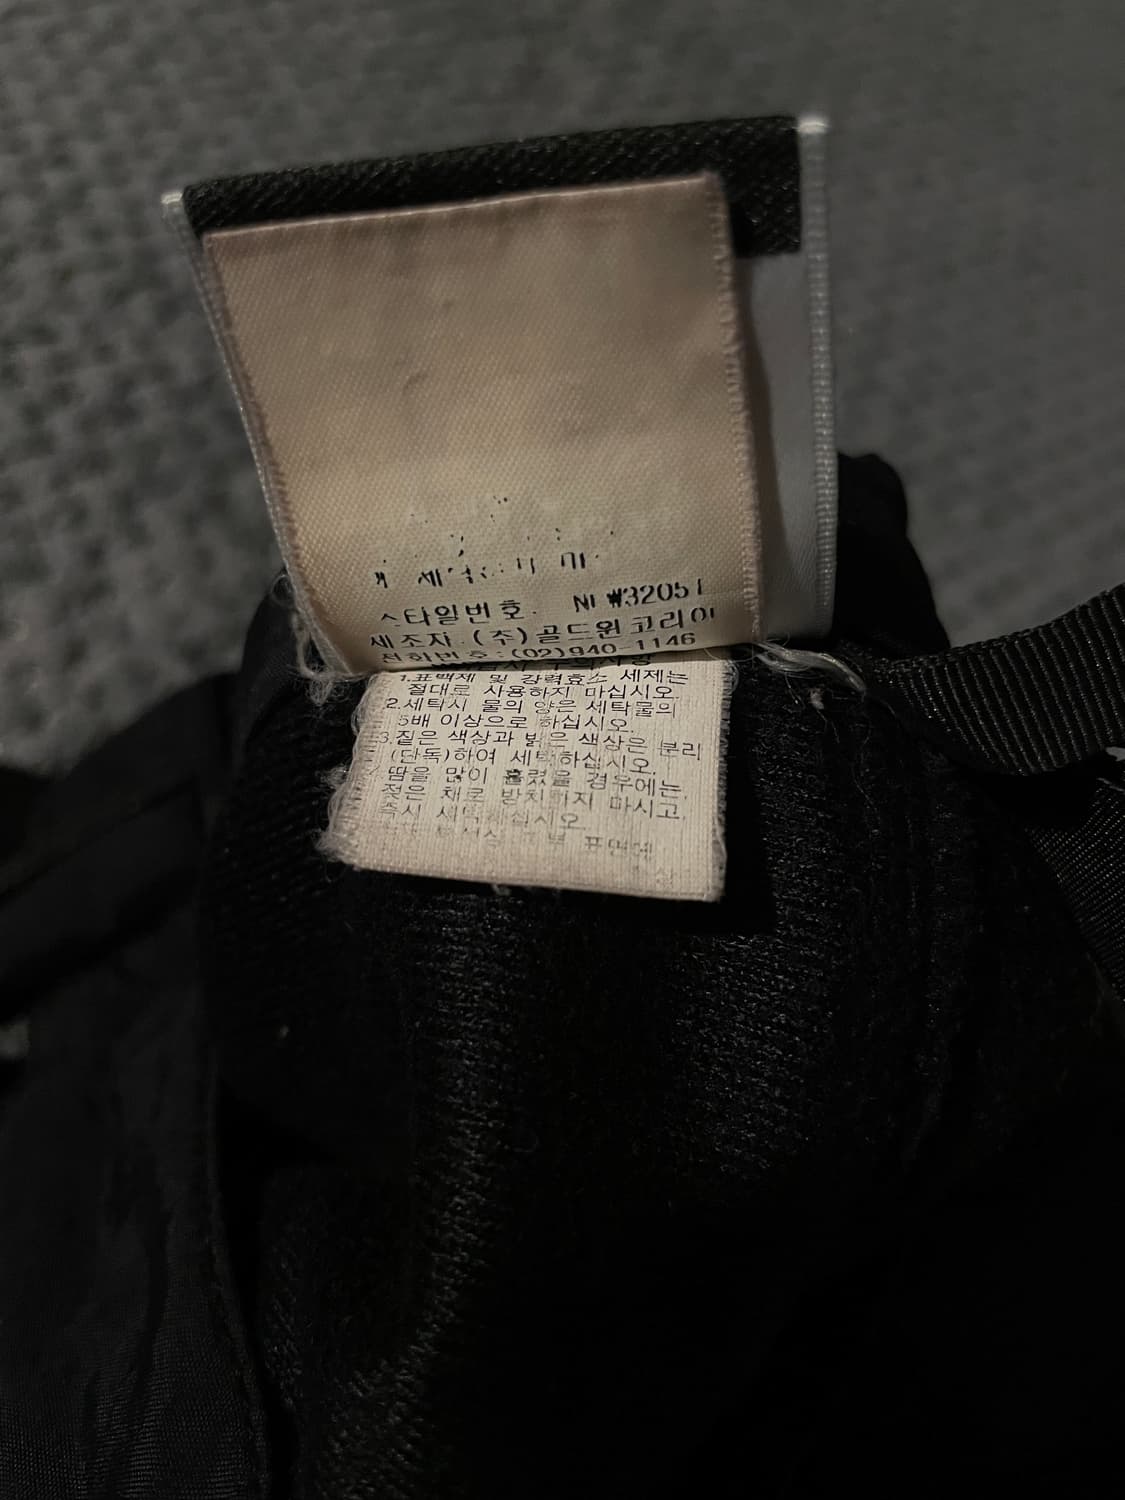 스타일번호. N₩32051
제조자.(주)골드윈코리아
전화번호:(02)940-1146
1.표백제 및 강력효소 세제는
절대로 사용하지 마십시오.
2.세탁시 물의 양은 세탁물의
5배 이상으로 하십시오.
3.짙은 색상과 밝은 색상은 분리
(단독)하여 세탁하십시오.
땀을 많이 흘렸을 경우에는,
젖은 채로 방치하지 마시고,
즉시 세탁하십시오.
표면에